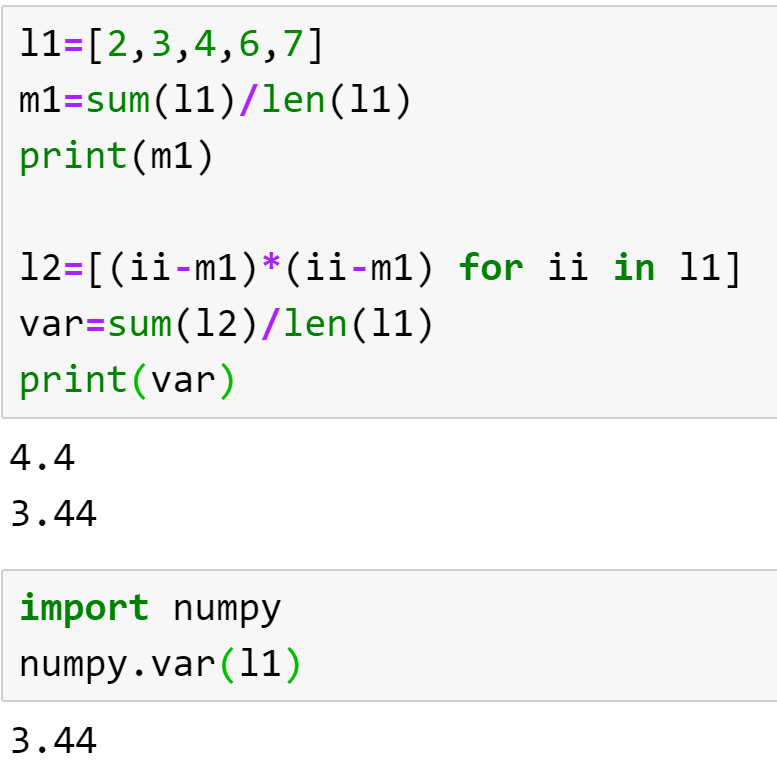 l1=[2,3,4,6,7]
m1=sum(l1)/len(l1)
print(m1)
l2=[(ii-m1)*(ii-m1) for ii in l1]
var=sum(l2)/len(l1)
print(var)
4.4
3.44
import numpy
numpy.var(l1)
3.44